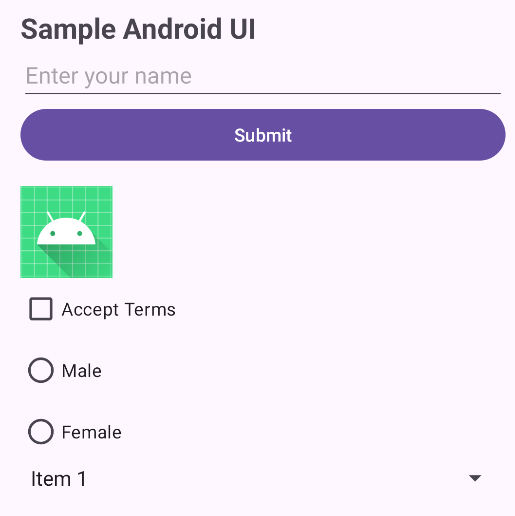 Sample Android UI
Enter your name
Submit
Accept Terms
Male
Female
Item 1